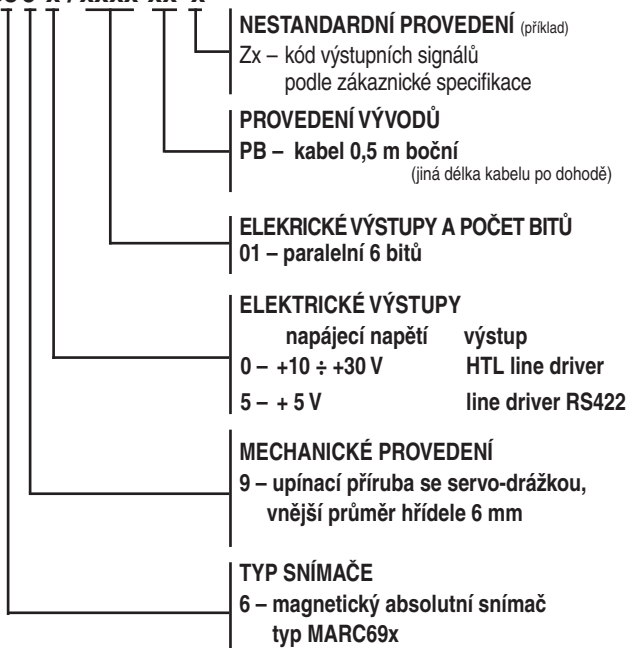 NESTANDARDNÍ PROVEDENÍ (příklad)
Zx – kód výstupních signálů
podle zákaznické specifikace
PROVEDENÍ VÝVODŮ
PB – kabel 0,5 m boční
(jiná délka kabelu po dohodě)
ELEKRICKÉ VÝSTUPY A POČET BITŮ
01 – paralelní 6 bitů
ELEKTRICKÉ VÝSTUPY
napájecí napětí výstup
0 – +10 ÷ +30 V HTL line driver
5 – + 5 V line driver RS422
MECHANICKÉ PROVEDENÍ
9 – upínací příruba se servo-drážkou,
vnější průměr hřídele 6 mm
TYP SNÍMAČE
6 – magnetický absolutní snímač
typ MARC69x